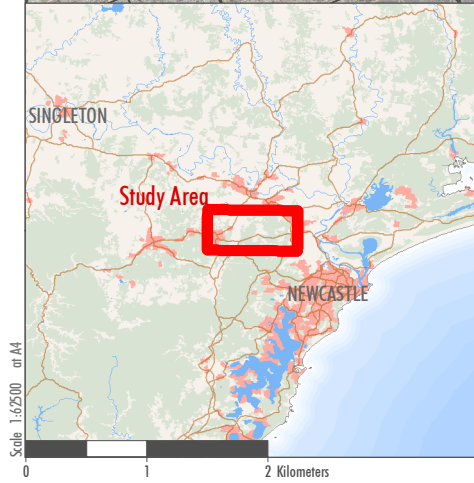 SINGLETON
Study Area
NEWCASTLE
Scale 1:62500 at A4
0 1 2 Kilometers